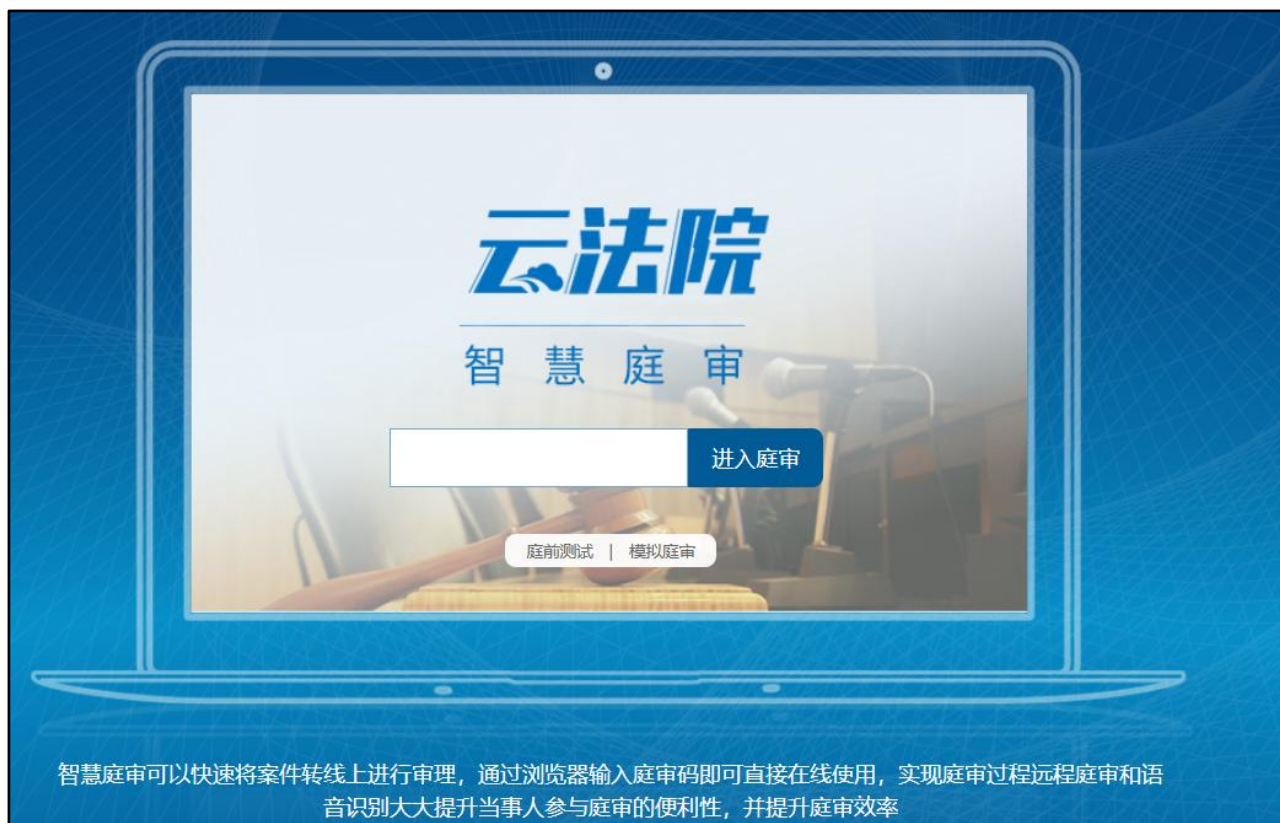 云法院
智慧庭审
进入庭审
庭前测试 | 模拟庭审
智慧庭审可以快速将案件转线上进行审理，通过浏览器输入庭审码即可直接在线使用，实现庭审过程远程庭审和语
音识别大大提升当事人参与庭审的便利性，并提升庭审效率